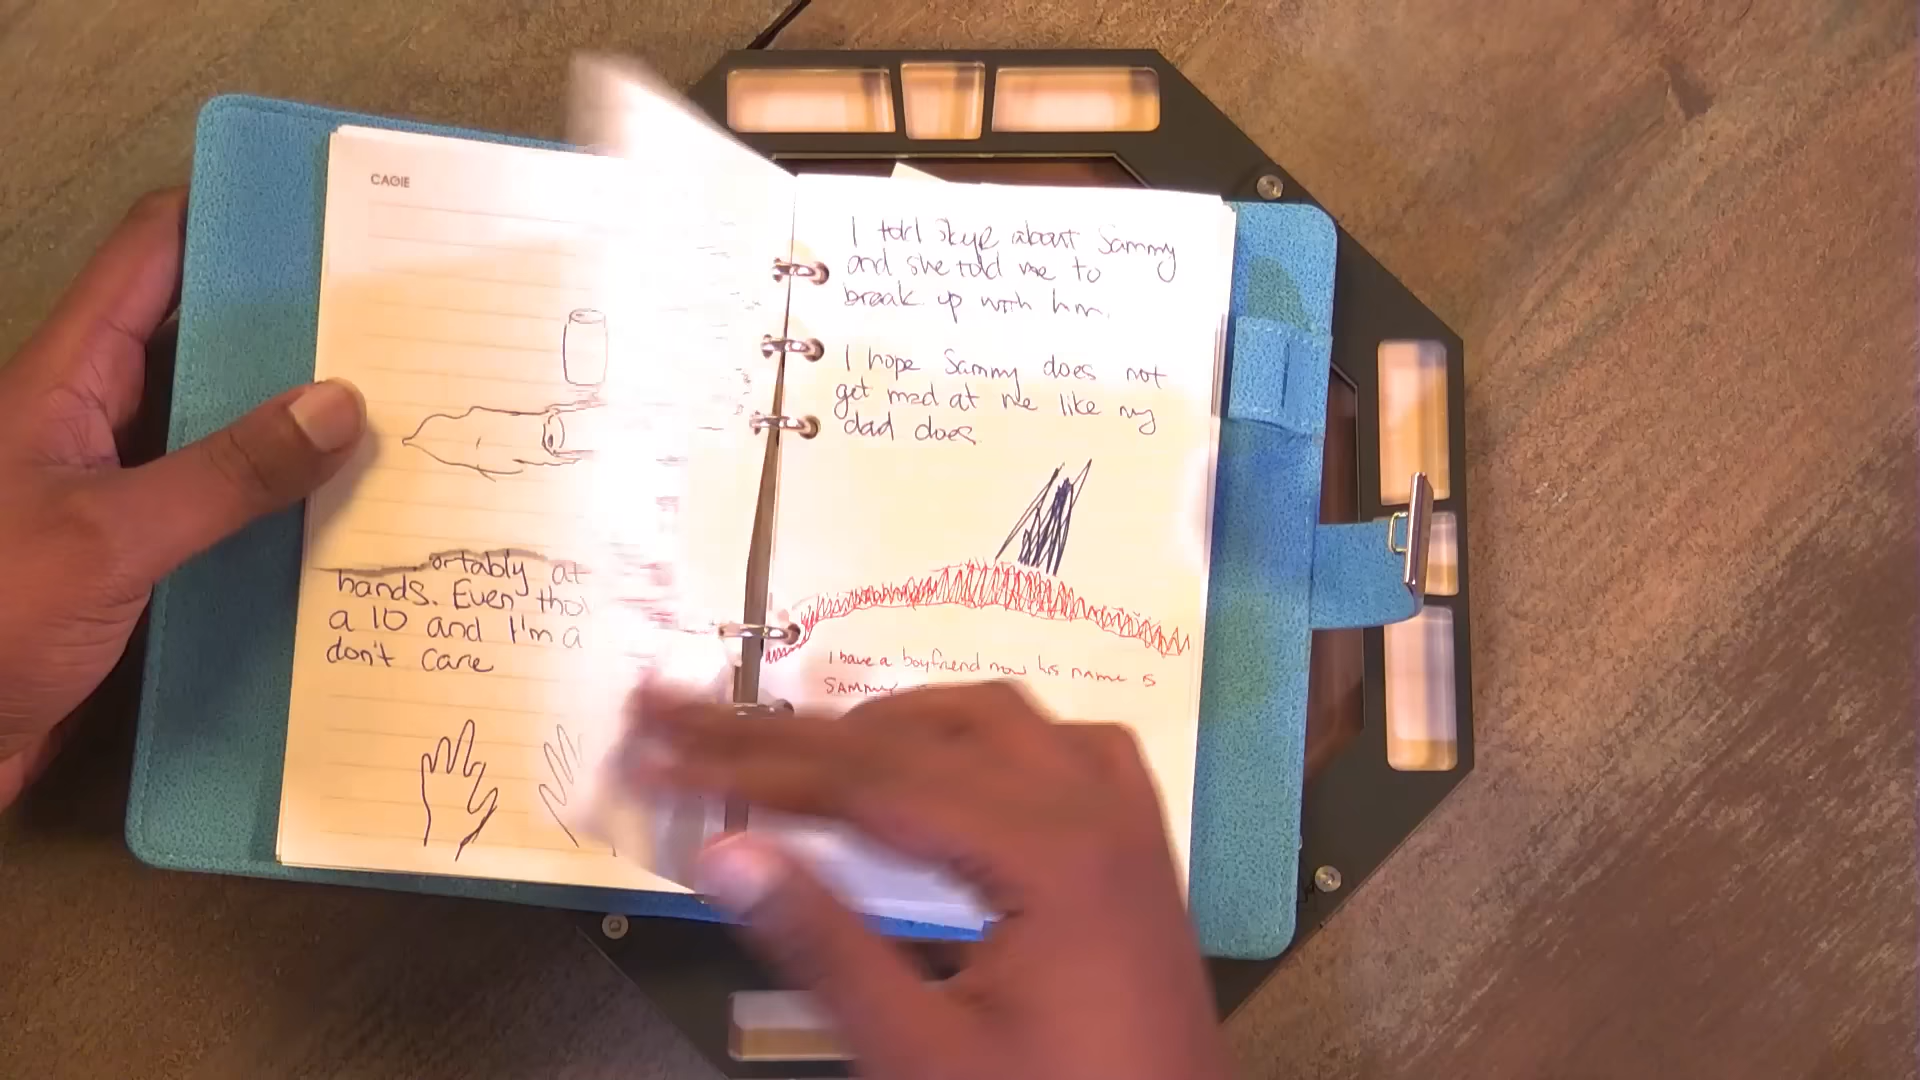 CAGIE
ortably at
hands. Even tho
a 10 and I'm a
don't care
I told Skye about Sammy
and she told me to
break up with him.
I hope Sammy does not
get mad at me like my
dad does.
I have a boyfriend now his name is
SAMMY